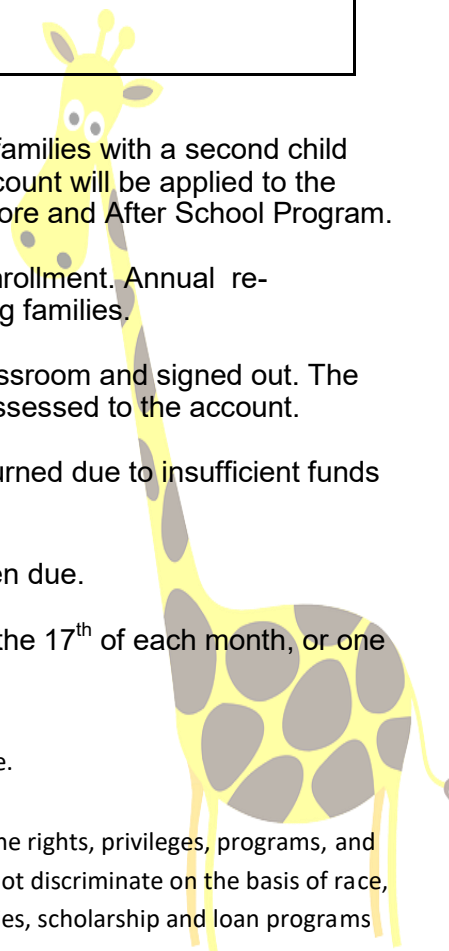 families with a second child
count will be applied to the
ore and After School Program.
nrollment. Annual re-
g families.
ssroom and signed out. The
ssessed to the account.
urned due to insufficient funds
en due.
the 17th of each month, or one
e.
he rights, privileges, programs, and
ot discriminate on the basis of race,
es, scholarship and loan programs